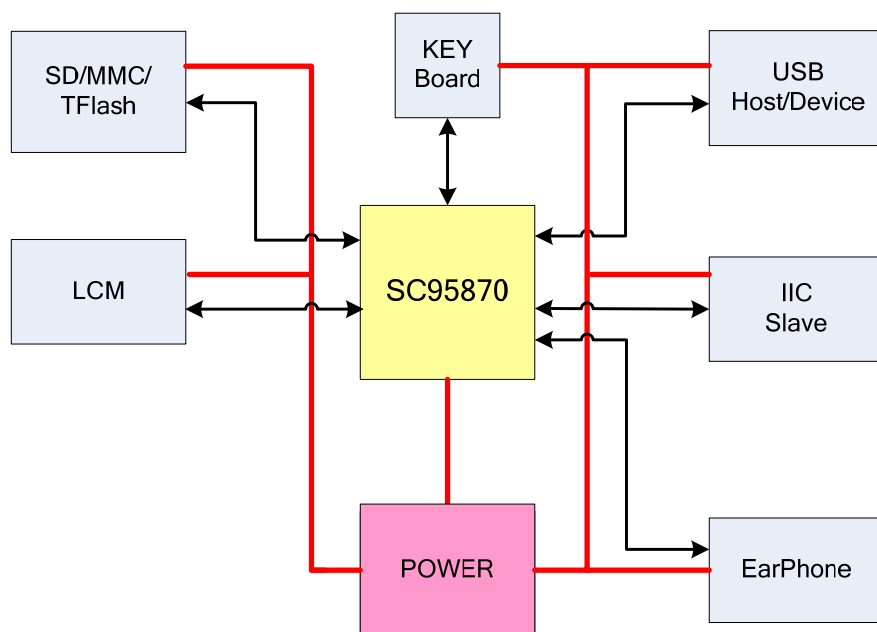 SD/MMC/
TFlash
KEY
Board
USB
Host/Device
LCM
SC95870
IIC
Slave
POWER
EarPhone